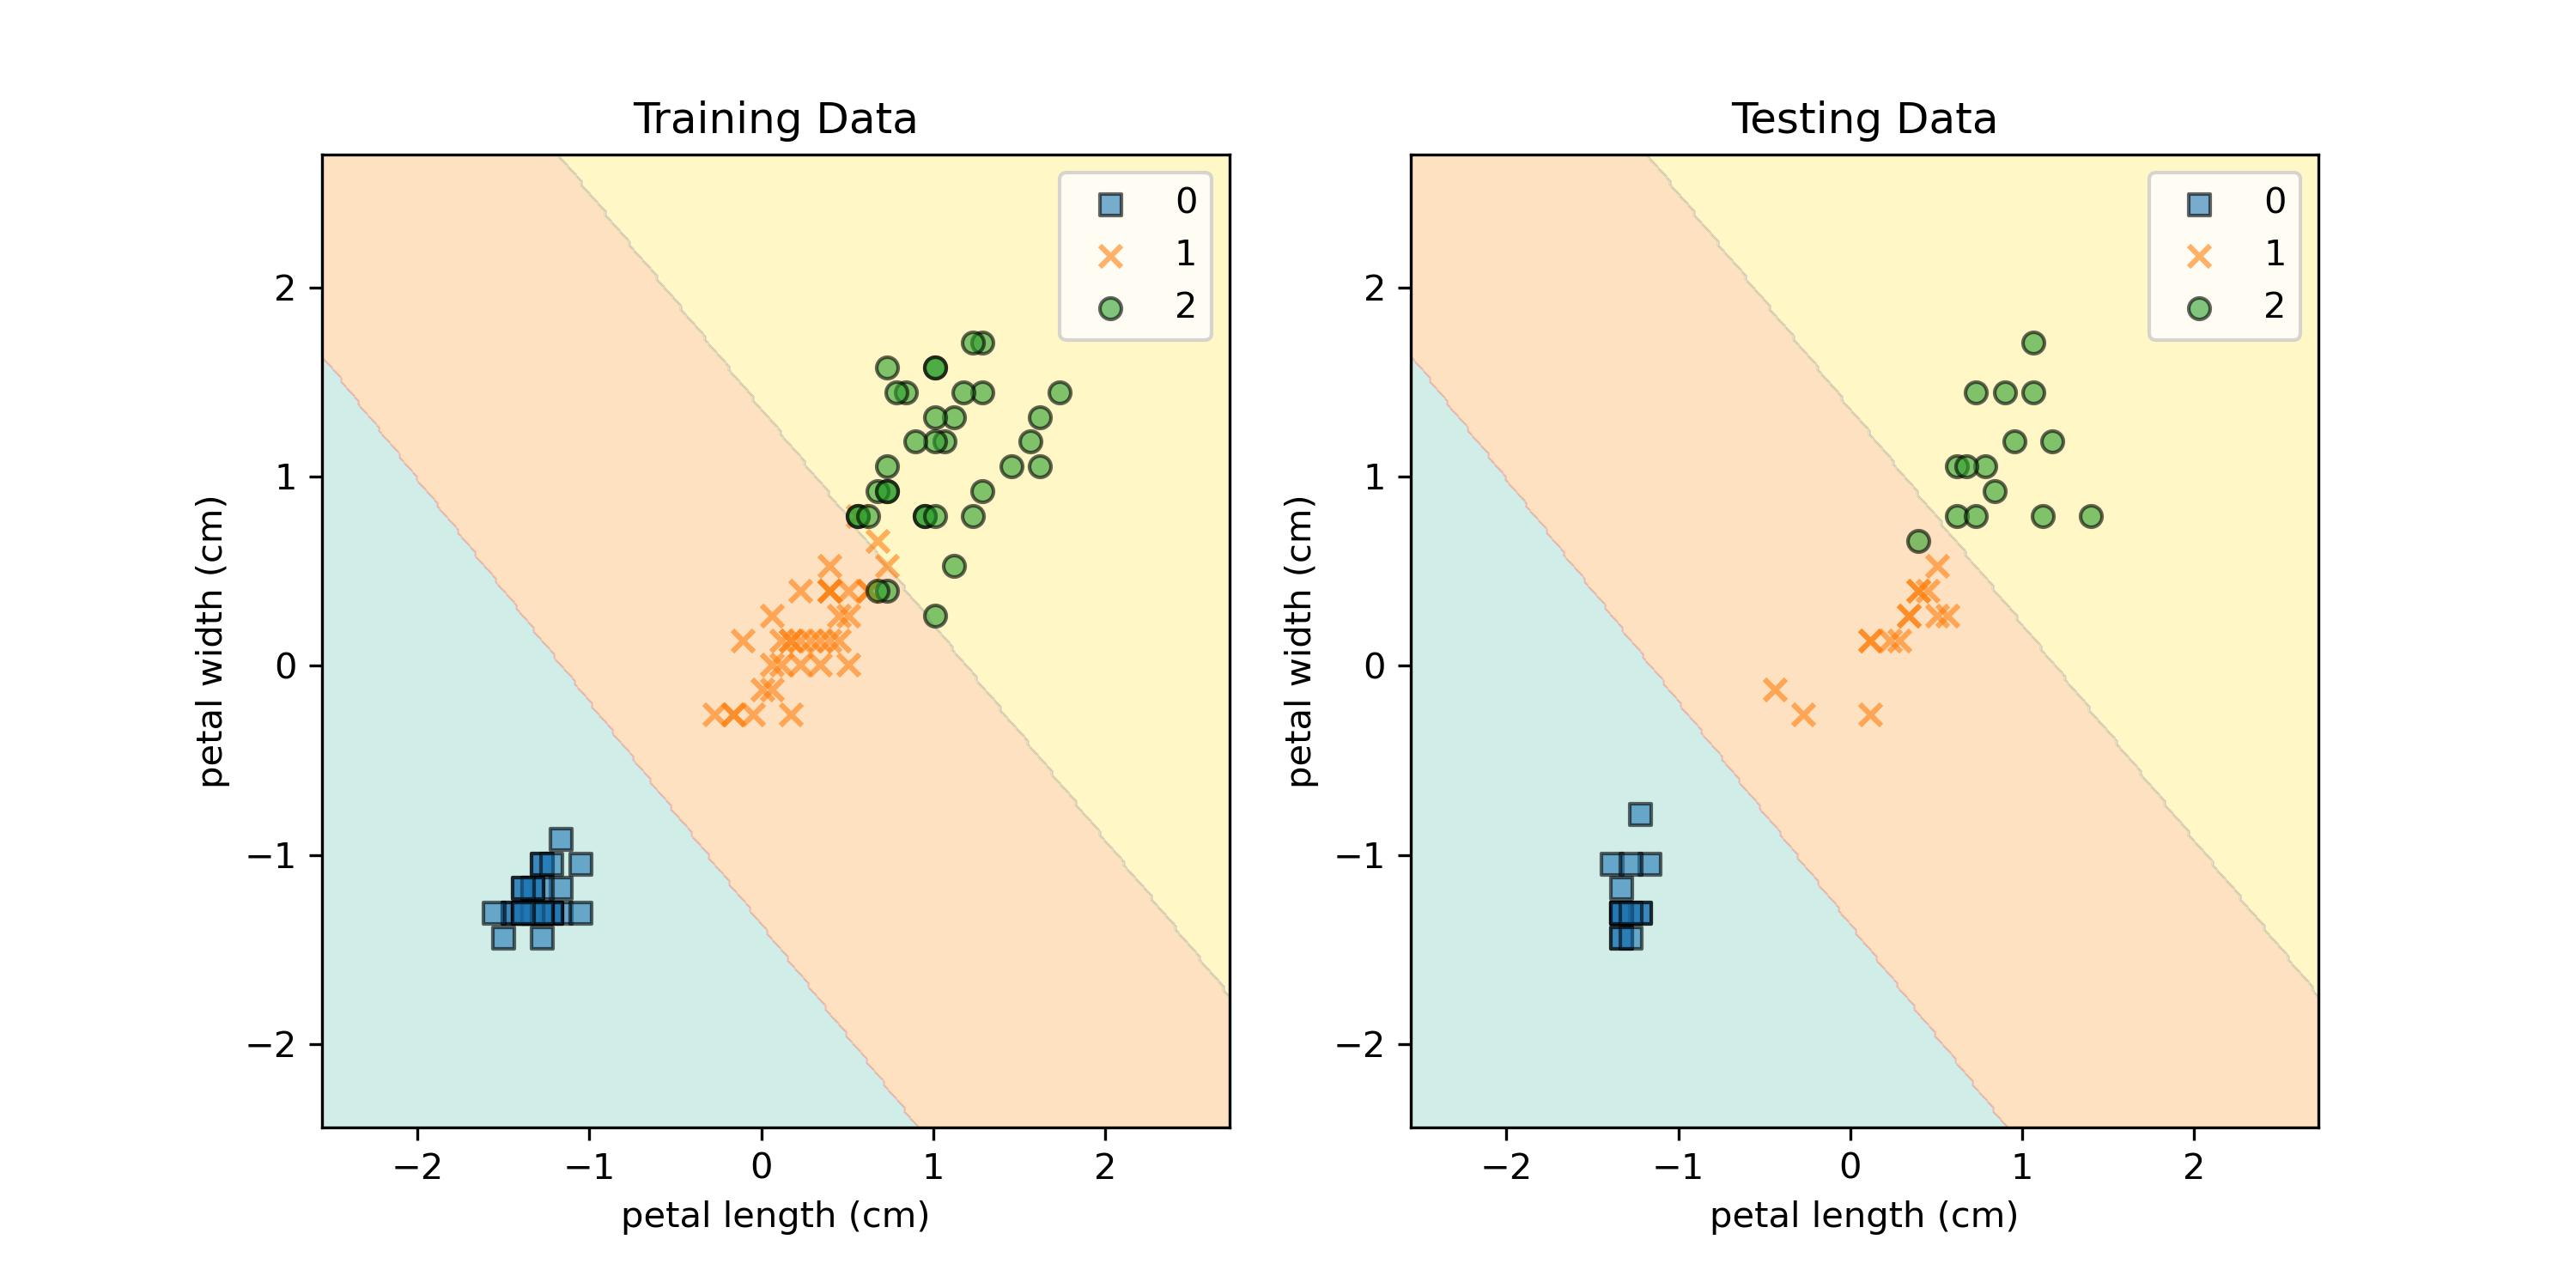 Training Data
0
1
2
petal width (cm)
2
1
0
−1
−2
−2 −1 0 1 2
petal length (cm)
Testing Data
0
1
2
petal width (cm)
2
1
0
−1
−2
−2 −1 0 1 2
petal length (cm)